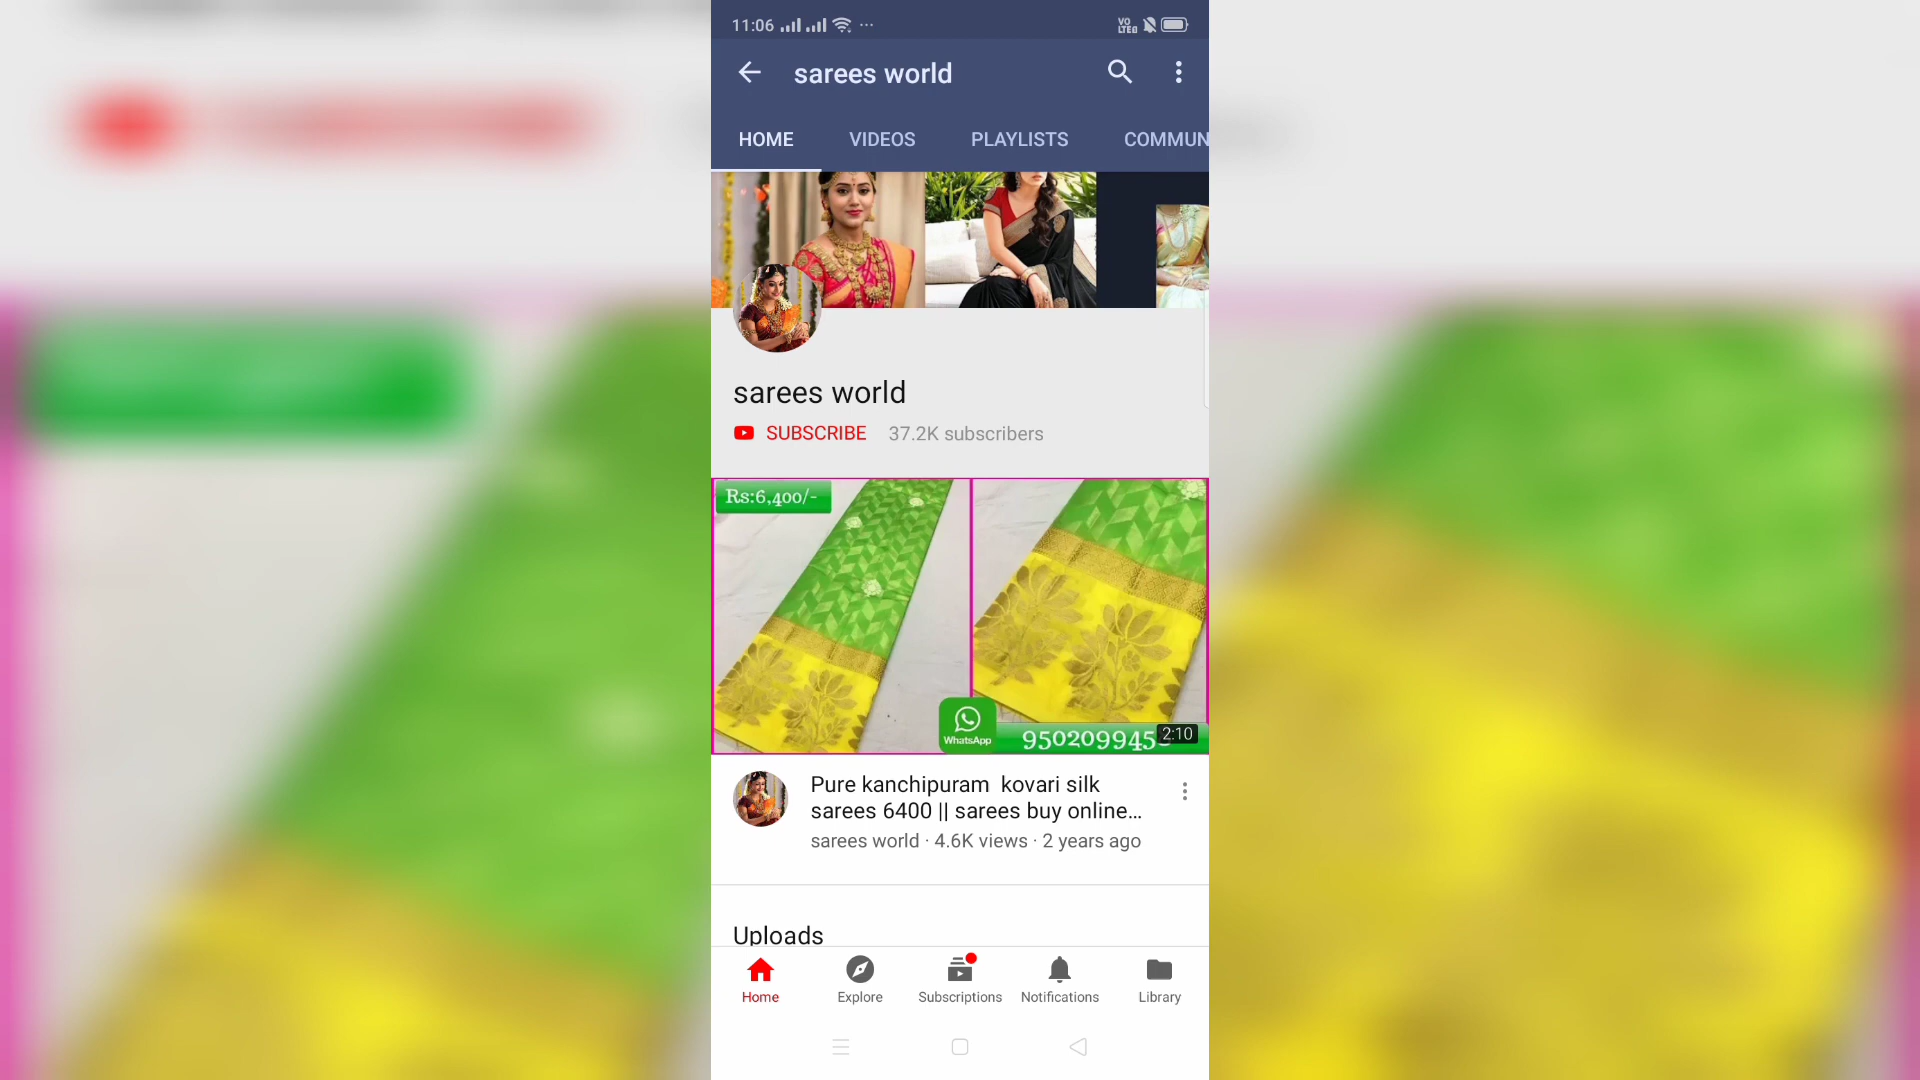 11:06
VO
LTE
sarees world
HOME VIDEOS PLAYLISTS COMMUN
sarees world
SUBSCRIBE 37.2K subscribers
Rs:6,400/-
WhatsApp
2:10
Pure kanchipuram kovari silk
sarees 6400 || sarees buy online...
sarees world · 4.6K views · 2 years ago
Uploads
Home Explore Subscriptions Notifications Library